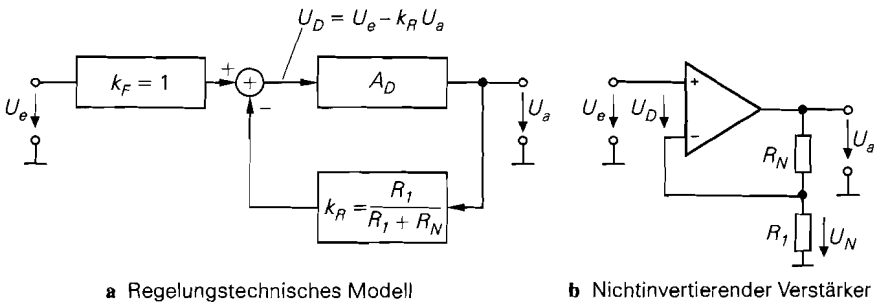 U_D = U_e – k_R U_a
k_F = 1
+
–
A_D
U_e
U_a
k_R = R_1 / (R_1 + R_N)
a Regelungstechnisches Modell
+
–
U_e
U_D
R_N
U_a
R_1
U_N
b Nichtinvertierender Verstärker